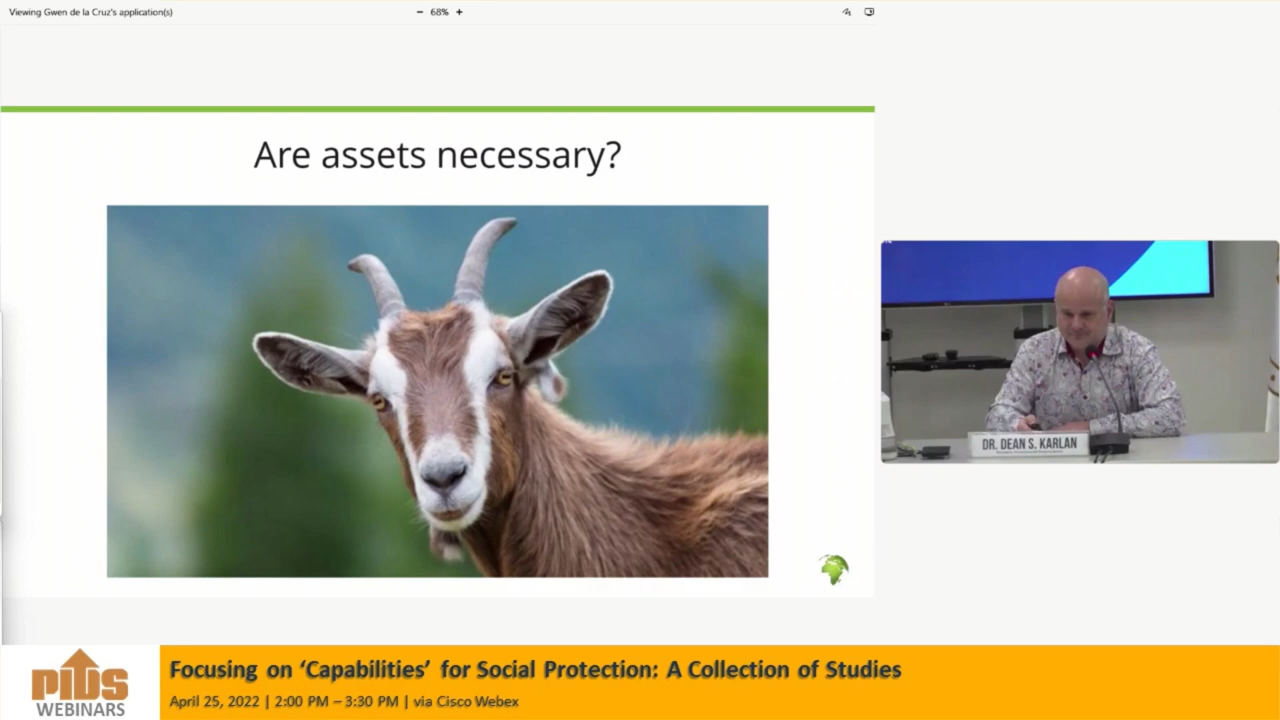 Viewing Gwen de la Cruz's application(s)
− 68% +
Are assets necessary?
DR. DEAN S. KARLAN
PIDS
WEBINARS
Focusing on ‘Capabilities’ for Social Protection: A Collection of Studies
April 25, 2022 | 2:00 PM – 3:30 PM | via Cisco Webex